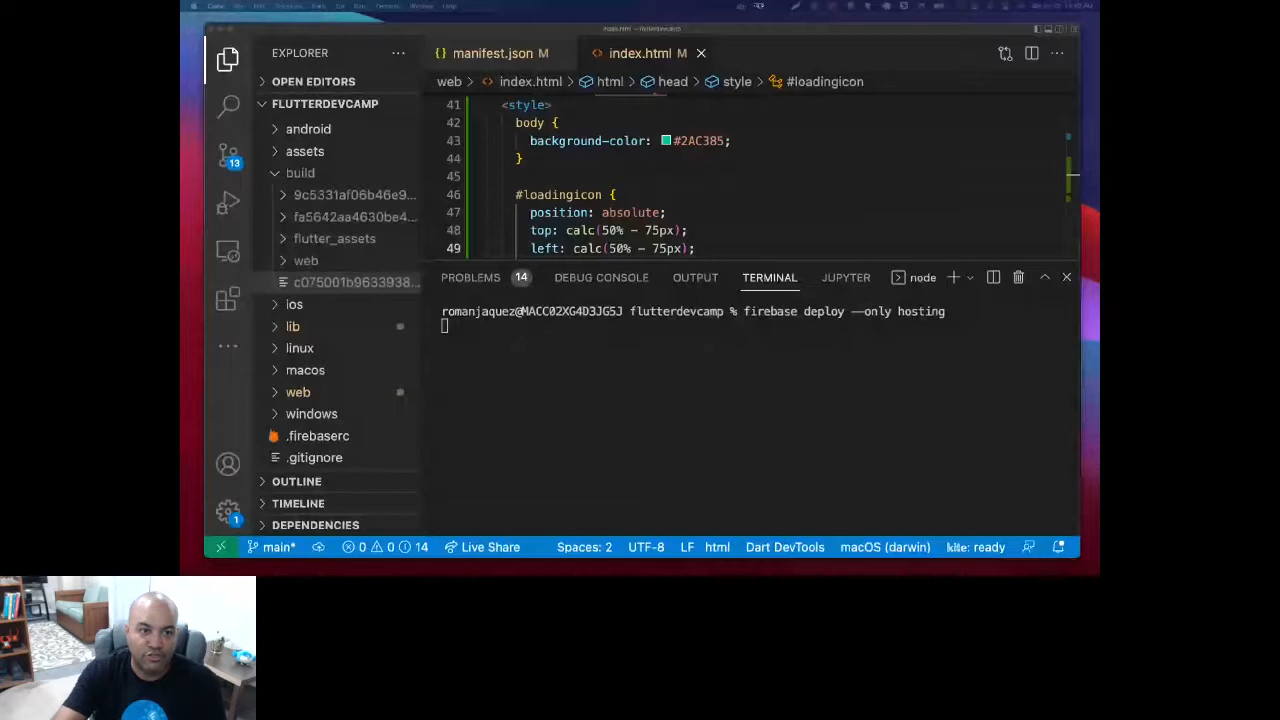 EXPLORER
manifest.json M
index.html M
OPEN EDITORS
web > index.html > html > head > style > #loadingicon
FLUTTERDEVCAMP
android
assets
build
9c5331af06b46e9...
fa5642aa4630be4...
flutter_assets
web
c075001b9633938...
ios
lib
linux
macos
web
windows
.firebaserc
.gitignore
OUTLINE
TIMELINE
DEPENDENCIES
13
1
41 <style>
42 body {
43 background-color: #2AC385;
44 }
45
46 #loadingicon {
47 position: absolute;
48 top: calc(50% - 75px);
49 left: calc(50% - 75px);
PROBLEMS 14 DEBUG CONSOLE OUTPUT TERMINAL JUPYTER node
romanjaquez@MACC02XG4D3JG5J flutterdevcamp % firebase deploy --only hosting
main* 0 0 14 Live Share Spaces: 2 UTF-8 LF html Dart DevTools macOS (darwin) kite: ready